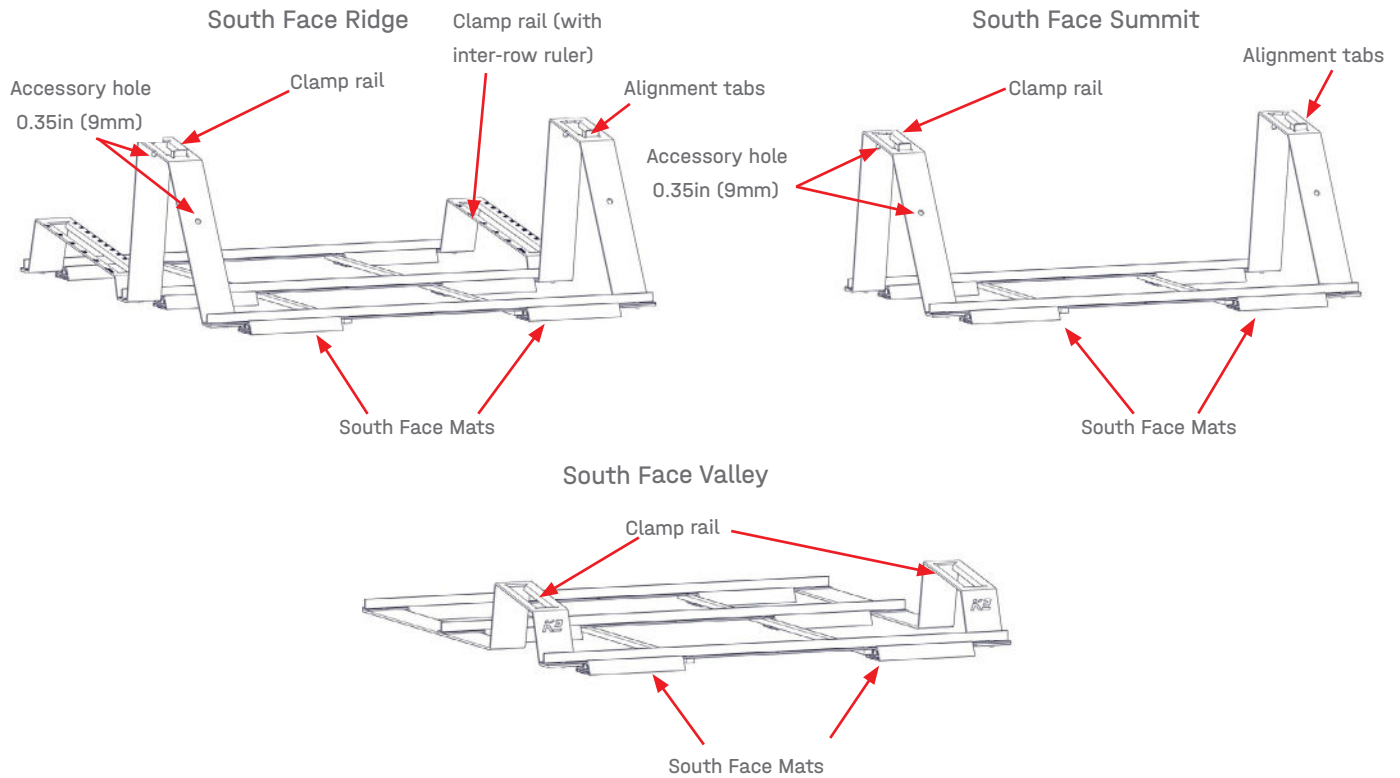 South Face Ridge
Clamp rail (with
inter-row ruler)
Accessory hole
0.35in (9mm)
Clamp rail
Alignment tabs
South Face Mats
South Face Summit
Alignment tabs
Clamp rail
Accessory hole
0.35in (9mm)
South Face Mats
South Face Valley
Clamp rail
K2
K2
South Face Mats